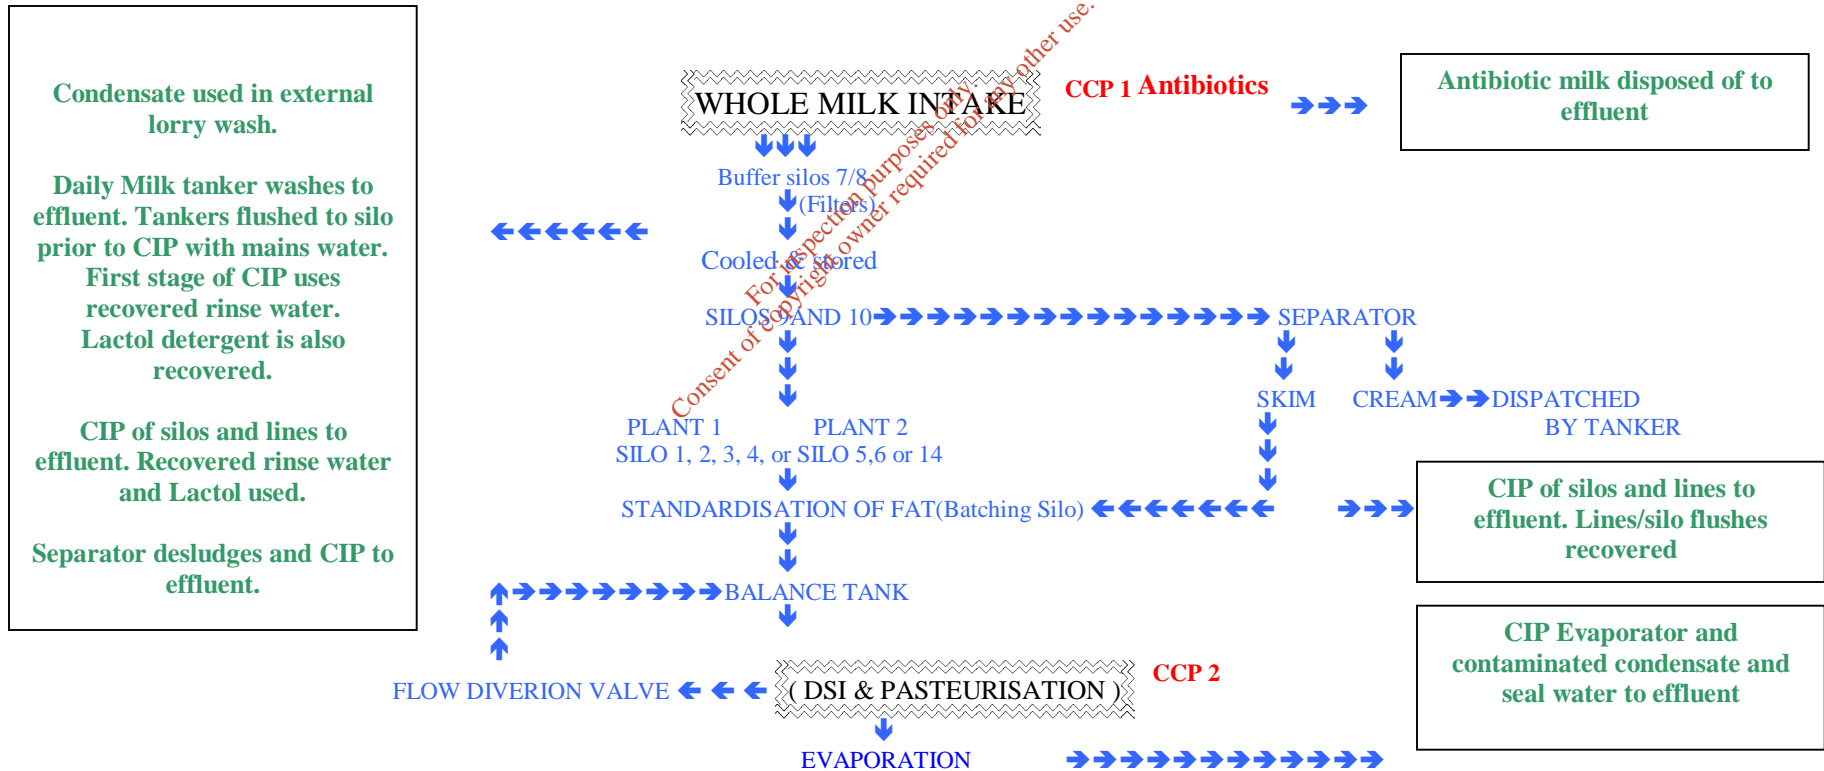 Condensate used in external
lorry wash.
Daily Milk tanker washes to
effluent. Tankers flushed to silo
prior to CIP with mains water.
First stage of CIP uses
recovered rinse water.
Lactol detergent is also
recovered.
CIP of silos and lines to
effluent. Recovered rinse water
and Lactol used.
Separator desludges and CIP to
effluent.
WHOLE MILK INTAKE
CCP 1 Antibiotics
Antibiotic milk disposed of to
effluent
Buffer silos 7/8
(Filters)
Cooled & stored
SILOS 9AND 10
SEPARATOR
SKIM
CREAM
DISPATCHED
BY TANKER
PLANT 1
PLANT 2
SILO 1, 2, 3, 4, or SILO 5,6 or 14
STANDARDISATION OF FAT(Batching Silo)
CIP of silos and lines to
effluent. Lines/silo flushes
recovered
BALANCE TANK
FLOW DIVERION VALVE
( DSI & PASTEURISATION )
CCP 2
CIP Evaporator and
contaminated condensate and
seal water to effluent
EVAPORATION
For inspection purposes only.
Consent of copyright owner required for any other use.